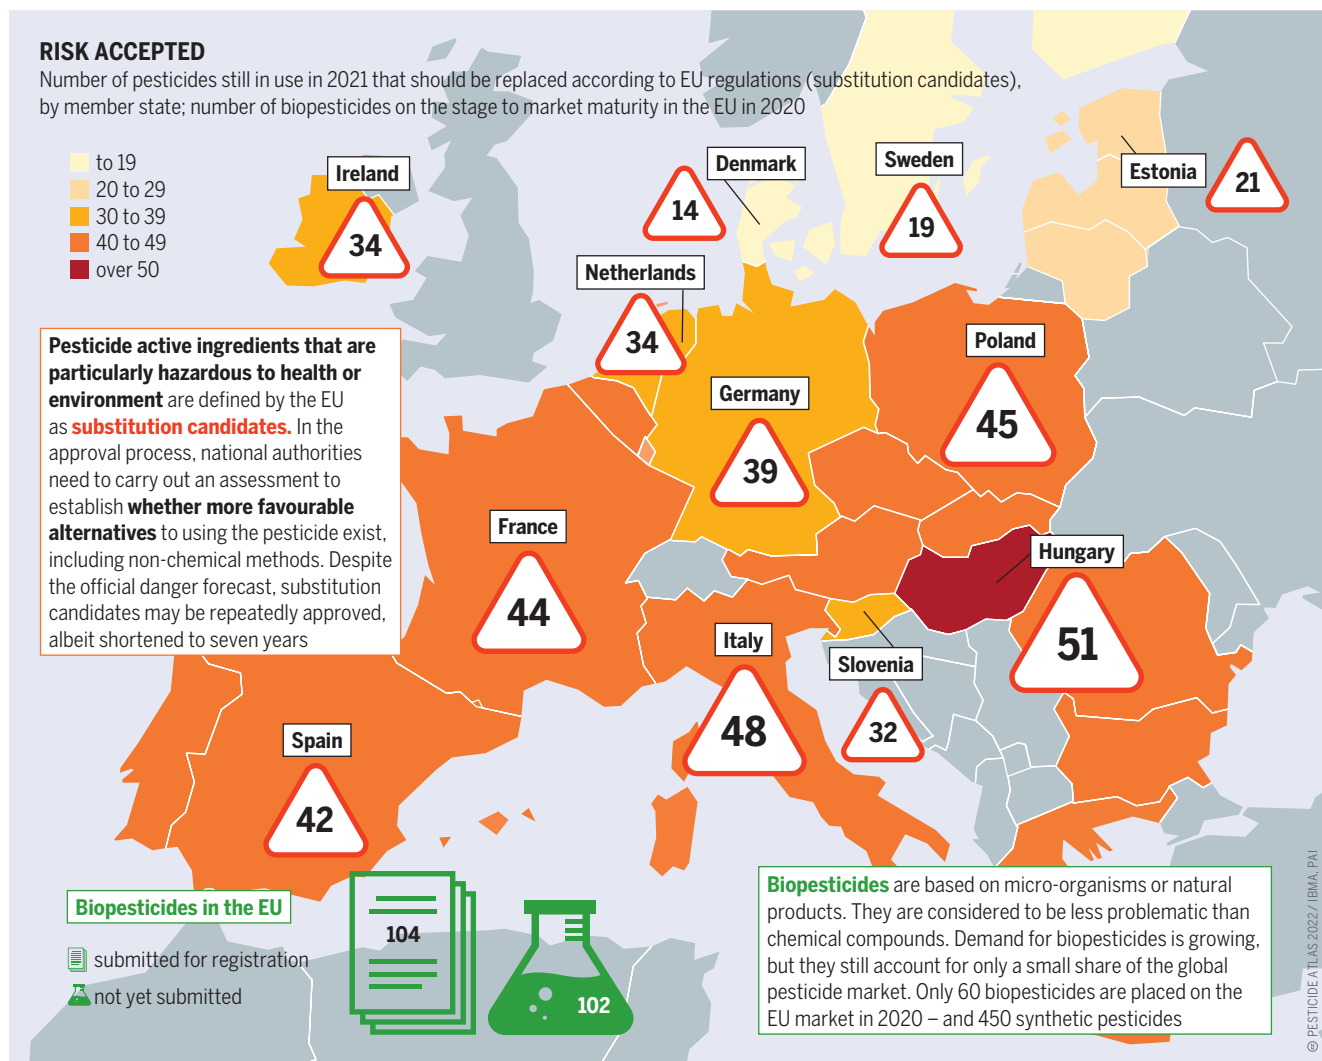 RISK ACCEPTED
Number of pesticides still in use in 2021 that should be replaced according to EU regulations (substitution candidates),
by member state; number of biopesticides on the stage to market maturity in the EU in 2020
to 19
20 to 29
30 to 39
40 to 49
over 50
Ireland
34
Denmark
14
Sweden
19
Estonia
21
Netherlands
34
Poland
45
Germany
39
Pesticide active ingredients that are
particularly hazardous to health or
environment are defined by the EU
as substitution candidates. In the
approval process, national authorities
need to carry out an assessment to
establish whether more favourable
alternatives to using the pesticide exist,
including non-chemical methods. Despite
the official danger forecast, substitution
candidates may be repeatedly approved,
albeit shortened to seven years
France
44
Hungary
51
Italy
48
Slovenia
32
Spain
42
Biopesticides in the EU
submitted for registration
not yet submitted
104
102
Biopesticides are based on micro-organisms or natural
products. They are considered to be less problematic than
chemical compounds. Demand for biopesticides is growing,
but they still account for only a small share of the global
pesticide market. Only 60 biopesticides are placed on the
EU market in 2020 – and 450 synthetic pesticides
PESTICIDE ATLAS 2022 / IBMA, PAI